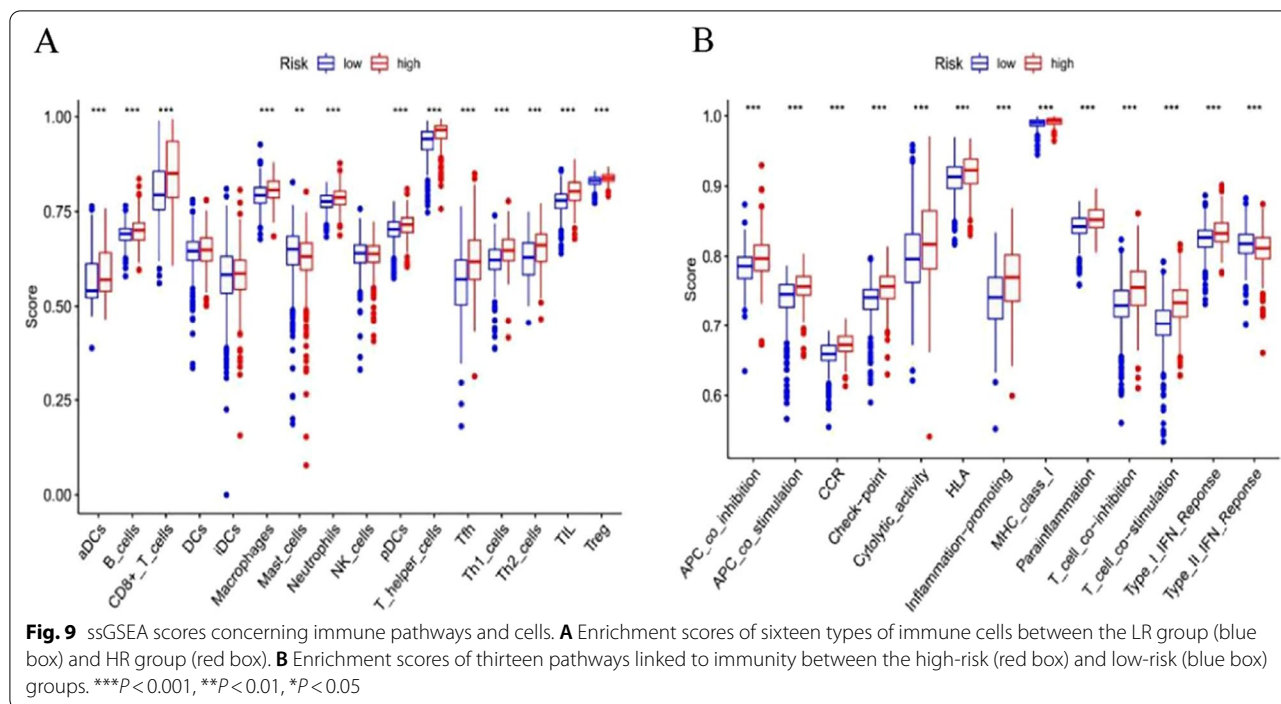 A
Risk low high
*** *** *** *** ** *** *** *** *** *** *** *** ***
1.00
0.75
0.50
0.25
0.00
Score
aDCs
B_cells
CD8+_T_cells
DCs
iDCs
Macrophages
Mast_cells
Neutrophils
NK_cells
pDCs
T_helper_cells
Tfh
Th1_cells
Th2_cells
TIL
Treg
B
Risk low high
*** *** *** *** *** *** *** *** *** *** *** *** ***
1.0
0.9
0.8
0.7
0.6
Score
APC_co_inhibition
APC_co_stimulation
CCR
Check-point
Cytolytic_activity
HLA
Inflammation-promoting
MHC_class_I
Parainflammation
T_cell_co-inhibition
T_cell_co-stimulation
Type_I_IFN_Reponse
Type_II_IFN_Reponse
Fig. 9 ssGSEA scores concerning immune pathways and cells. A Enrichment scores of sixteen types of immune cells between the LR group (blue
box) and HR group (red box). B Enrichment scores of thirteen pathways linked to immunity between the high-risk (red box) and low-risk (blue box)
groups. ***P < 0.001, **P < 0.01, *P < 0.05